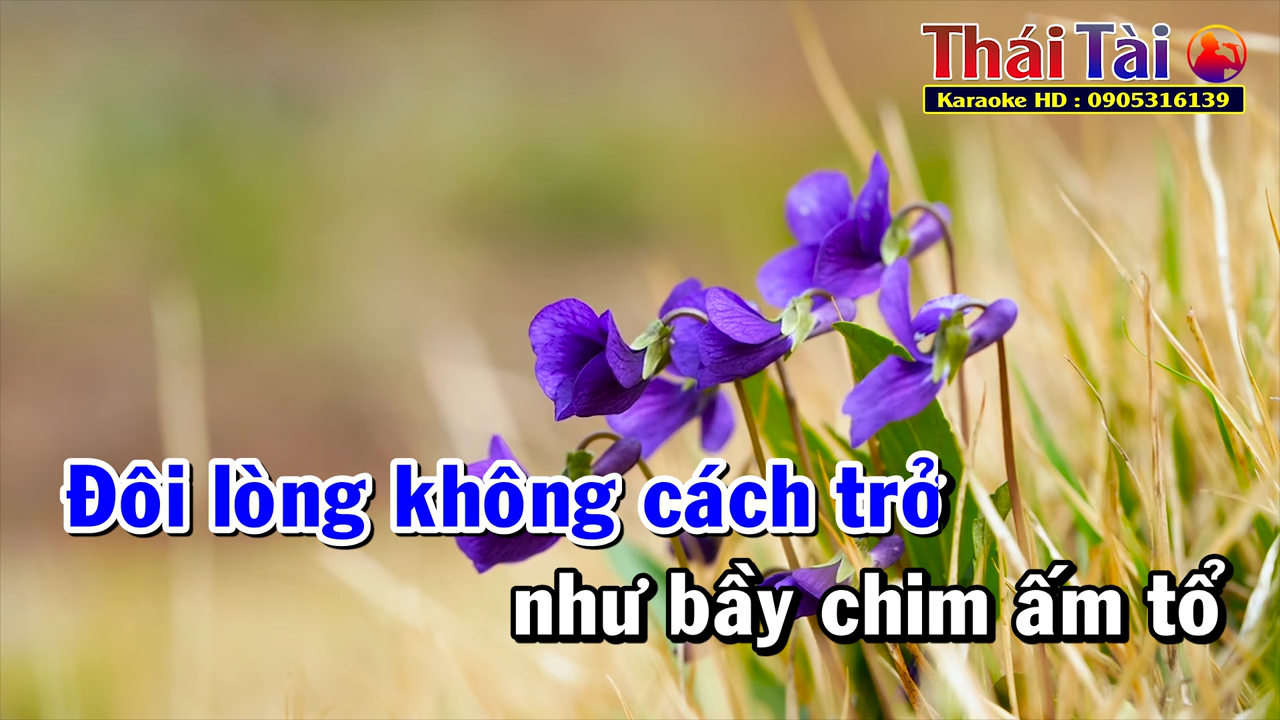 Thái Tài
Karaoke HD : 0905316139
Đôi lòng không cách trở
như bầy chim ấm tổ